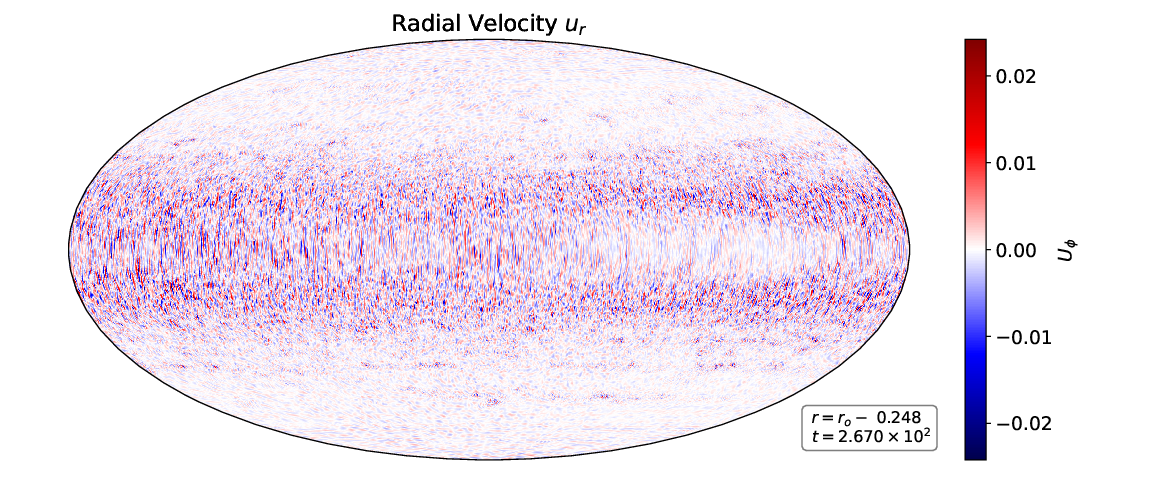 Radial Velocity $u_r$
0.02
0.01
0.00
−0.01
−0.02
$U_\phi$
$r = r_o -$ 0.248
$t = 2.670 \times 10^2$